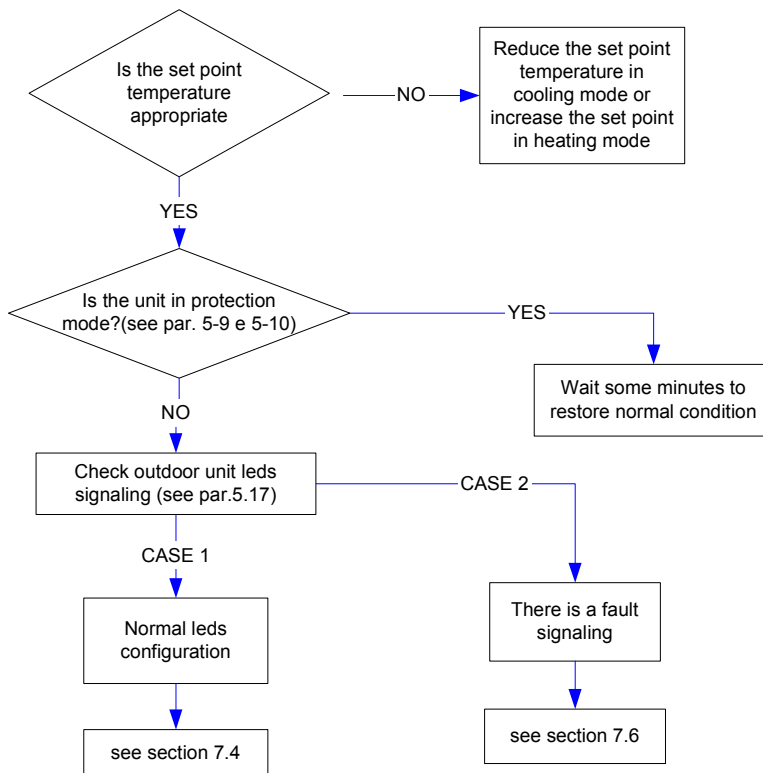 Is the set point
temperature
appropriate
NO
Reduce the set point
temperature in
cooling mode or
increase the set point
in heating mode
YES
Is the unit in protection
mode?(see par. 5-9 e 5-10)
YES
Wait some minutes to
restore normal condition
NO
Check outdoor unit leds
signaling (see par.5.17)
CASE 2
CASE 1
Normal leds
configuration
There is a fault
signaling
see section 7.4
see section 7.6